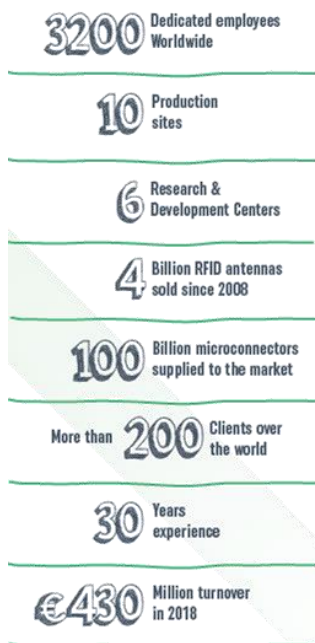 3200 Dedicated employees
Worldwide
10 Production
sites
6 Research &
Development Centers
4 Billion RFID antennas
sold since 2008
100 Billion microconnectors
supplied to the market
More than 200 Clients over
the world
30 Years
experience
€430 Million turnover
in 2018